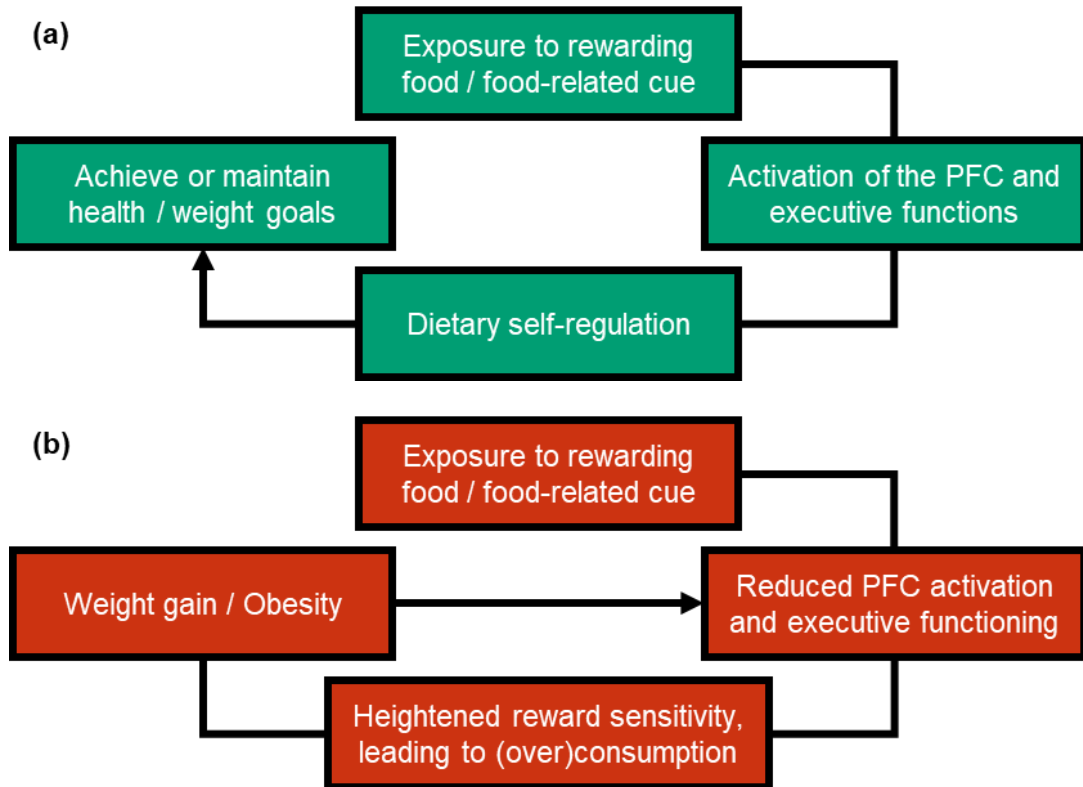 (a)
Exposure to rewarding
food / food-related cue
Achieve or maintain
health / weight goals
Activation of the PFC and
executive functions
Dietary self-regulation
(b)
Exposure to rewarding
food / food-related cue
Weight gain / Obesity
Reduced PFC activation
and executive functioning
Heightened reward sensitivity,
leading to (over)consumption